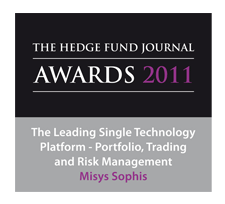 THE HEDGE FUND JOURNAL
AWARDS 2011
The Leading Single Technology
Platform - Portfolio, Trading
and Risk Management
Misys Sophis